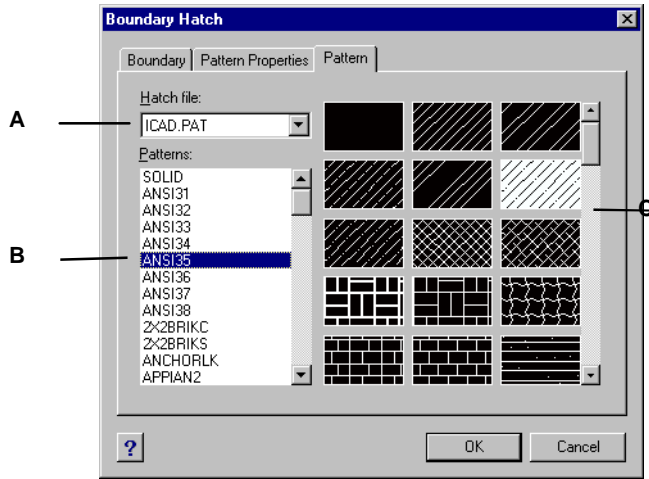 Boundary Hatch
Boundary Pattern Properties Pattern
Hatch file:
A
ICAD.PAT
Patterns:
SOLID
ANSI31
ANSI32
ANSI33
C
ANSI34
B
ANSI35
ANSI36
ANSI37
ANSI38
2X2BRIKC
2X2BRIKS
ANCHORLK
APPIAN2
?
OK
Cancel